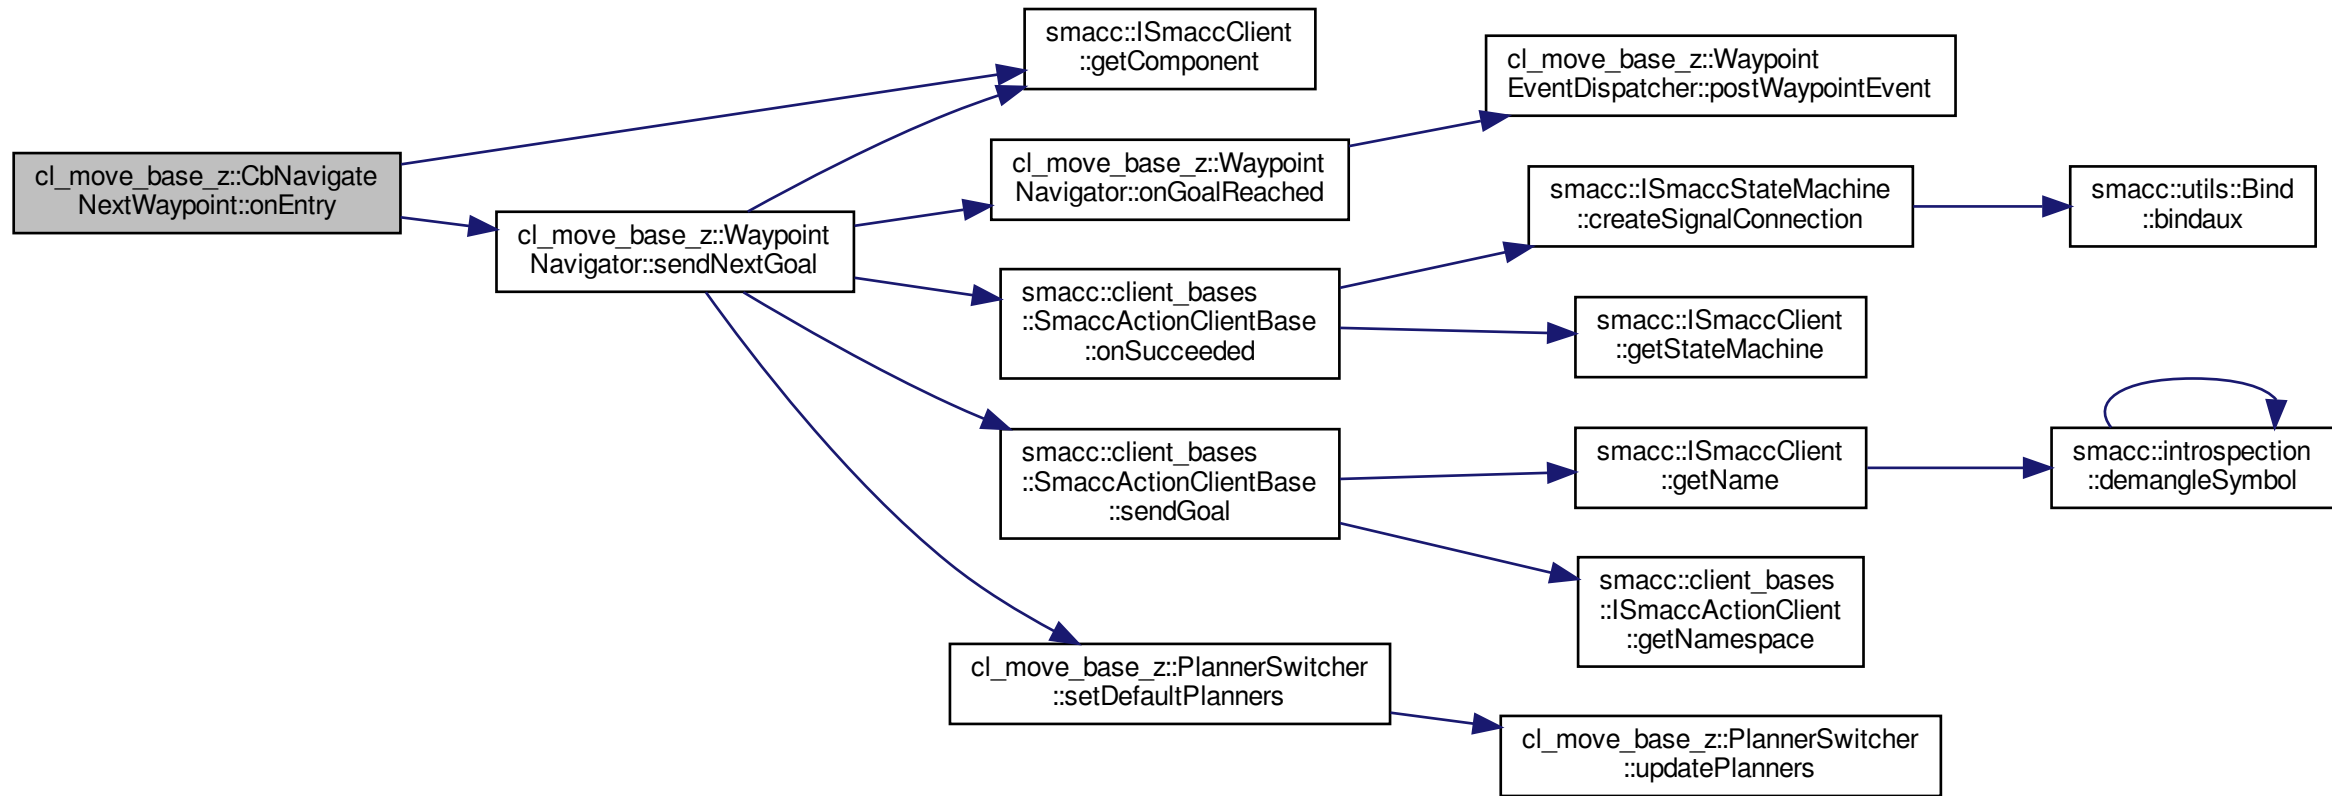 cl_move_base_z::CbNavigate
NextWaypoint::onEntry
smacc::ISmaccClient
::getComponent
cl_move_base_z::Waypoint
Navigator::sendNextGoal
cl_move_base_z::Waypoint
Navigator::onGoalReached
cl_move_base_z::Waypoint
EventDispatcher::postWaypointEvent
smacc::client_bases
::SmaccActionClientBase
::onSucceeded
smacc::ISmaccStateMachine
::createSignalConnection
smacc::utils::Bind
::bindaux
smacc::ISmaccClient
::getStateMachine
smacc::client_bases
::SmaccActionClientBase
::sendGoal
smacc::ISmaccClient
::getName
smacc::introspection
::demangleSymbol
smacc::client_bases
::ISmaccActionClient
::getNamespace
cl_move_base_z::PlannerSwitcher
::setDefaultPlanners
cl_move_base_z::PlannerSwitcher
::updatePlanners